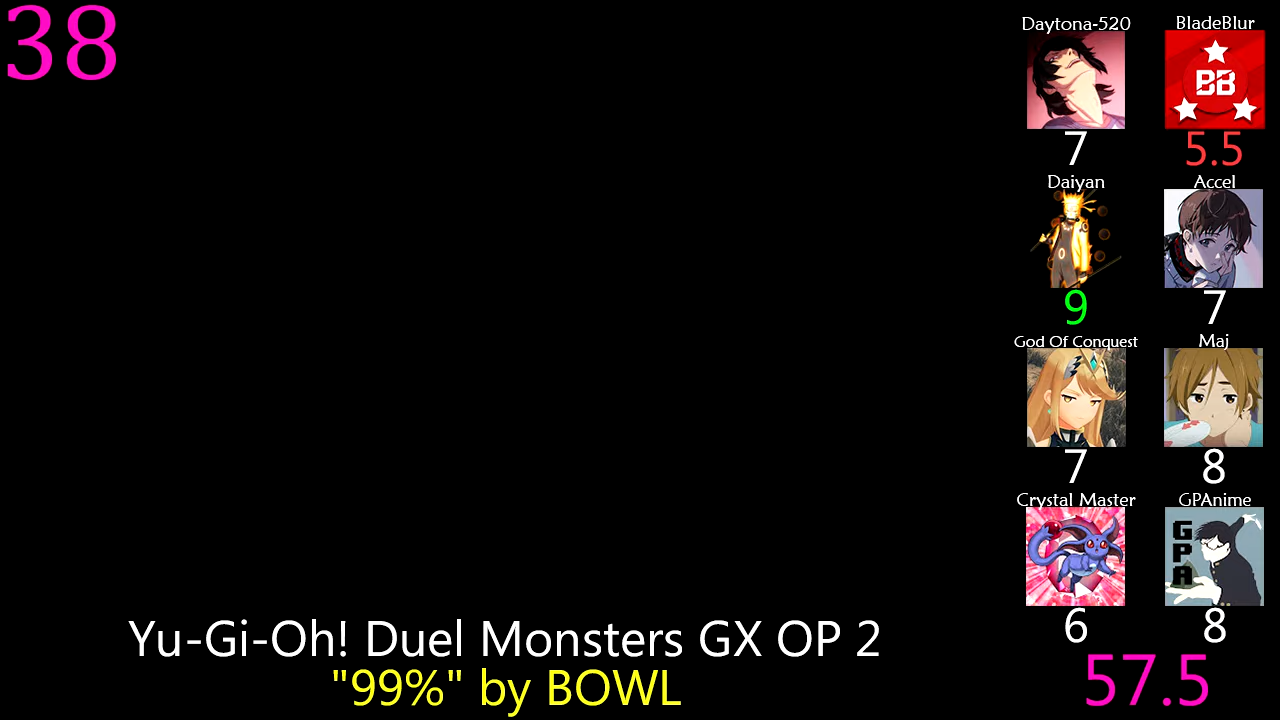 38
Daytona-520
BladeBlur
BB
7
5.5
Daiyan
Accel
9
7
God Of Conquest
Maj
7
8
Crystal Master
GPAnime
GPA
6
8
Yu-Gi-Oh! Duel Monsters GX OP 2
"99%" by BOWL
57.5